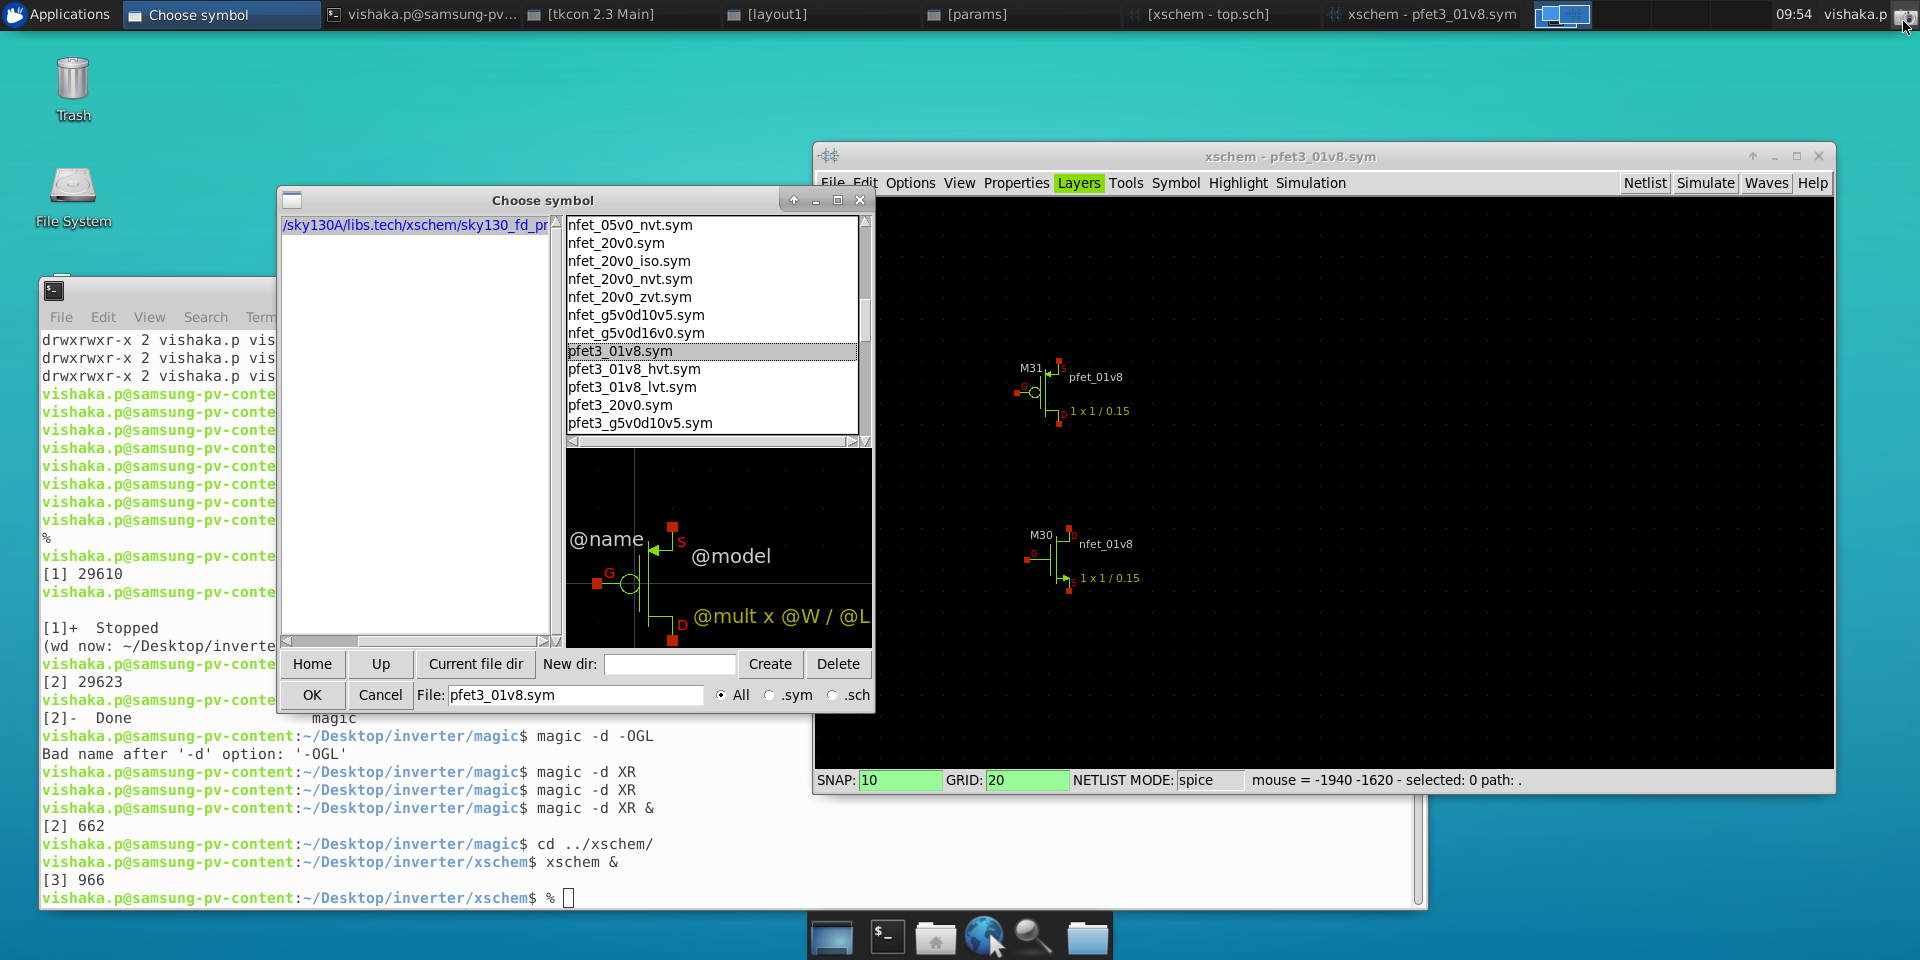 Applications
Choose symbol
vishaka.p@samsung-pv...
[tkcon 2.3 Main]
[layout1]
[params]
[xschem - top.sch]
xschem - pfet3_01v8.sym
09:54
vishaka.p
Trash
File System
xschem - pfet3_01v8.sym
File Edit Options View Properties Layers Tools Symbol Highlight Simulation
Netlist Simulate Waves Help
M31
S
pfet_01v8
G
D
1 x 1 / 0.15
M30
D
nfet_01v8
G
S
1 x 1 / 0.15
SNAP: 10 GRID: 20 NETLIST MODE: spice mouse = -1940 -1620 - selected: 0 path: .
Choose symbol
/sky130A/libs.tech/xschem/sky130_fd_pr
nfet_05v0_nvt.sym
nfet_20v0.sym
nfet_20v0_iso.sym
nfet_20v0_nvt.sym
nfet_20v0_zvt.sym
nfet_g5v0d10v5.sym
nfet_g5v0d16v0.sym
pfet3_01v8.sym
pfet3_01v8_hvt.sym
pfet3_01v8_lvt.sym
pfet3_20v0.sym
pfet3_g5v0d10v5.sym
@name
S
@model
G
D
@mult x @W / @L
Home Up Current file dir New dir: Create Delete
OK Cancel File: pfet3_01v8.sym All .sym .sch
File Edit View Search Term
drwxrwxr-x 2 vishaka.p vis
drwxrwxr-x 2 vishaka.p vis
drwxrwxr-x 2 vishaka.p vis
vishaka.p@samsung-pv-conte
vishaka.p@samsung-pv-conte
vishaka.p@samsung-pv-conte
vishaka.p@samsung-pv-conte
vishaka.p@samsung-pv-conte
vishaka.p@samsung-pv-conte
vishaka.p@samsung-pv-conte
vishaka.p@samsung-pv-conte
%
vishaka.p@samsung-pv-conte
[1] 29610
vishaka.p@samsung-pv-conte
[1]+ Stopped
(wd now: ~/Desktop/inverte
vishaka.p@samsung-pv-conte
[2] 29623
vishaka.p@samsung-pv-conte
[2]- Done magic
vishaka.p@samsung-pv-content:~/Desktop/inverter/magic$ magic -d -OGL
Bad name after '-d' option: '-OGL'
vishaka.p@samsung-pv-content:~/Desktop/inverter/magic$ magic -d XR
vishaka.p@samsung-pv-content:~/Desktop/inverter/magic$ magic -d XR
vishaka.p@samsung-pv-content:~/Desktop/inverter/magic$ magic -d XR &
[2] 662
vishaka.p@samsung-pv-content:~/Desktop/inverter/magic$ cd ../xschem/
vishaka.p@samsung-pv-content:~/Desktop/inverter/xschem$ xschem &
[3] 966
vishaka.p@samsung-pv-content:~/Desktop/inverter/xschem$ %